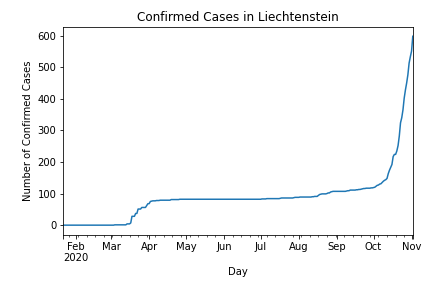 Confirmed Cases in Liechtenstein
Number of Confirmed Cases
600
500
400
300
200
100
0
Feb Mar Apr May Jun Jul Aug Sep Oct Nov
2020
Day